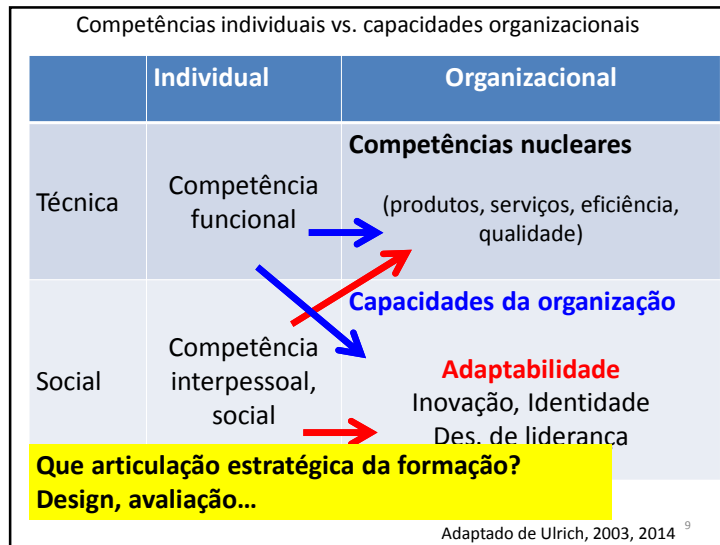 Competências individuais vs. capacidades organizacionais
Individual
Organizacional
Técnica
Competência
funcional
Competências nucleares
(produtos, serviços, eficiência,
qualidade)
Social
Competência
interpessoal,
social
Capacidades da organização
Adaptabilidade
Inovação, Identidade
Des. de liderança
Que articulação estratégica da formação?
Design, avaliação…
Adaptado de Ulrich, 2003, 2014
9